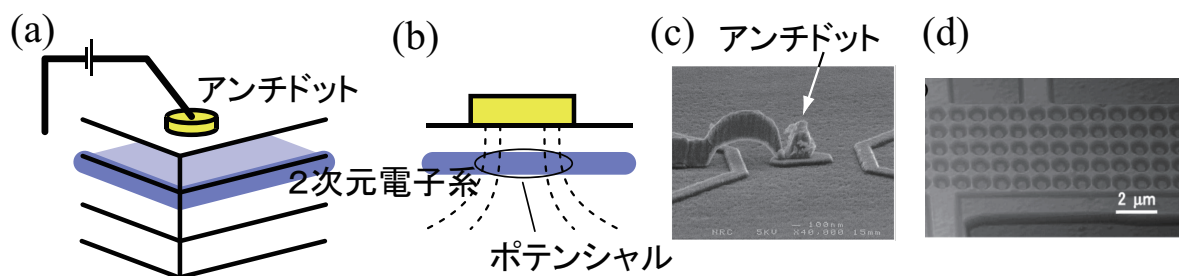 (a)
アンチドット
2次元電子系
(b)
ポテンシャル
(c)
アンチドット
NRC 5KV X40,000 15mm
100nm
(d)
2 μm